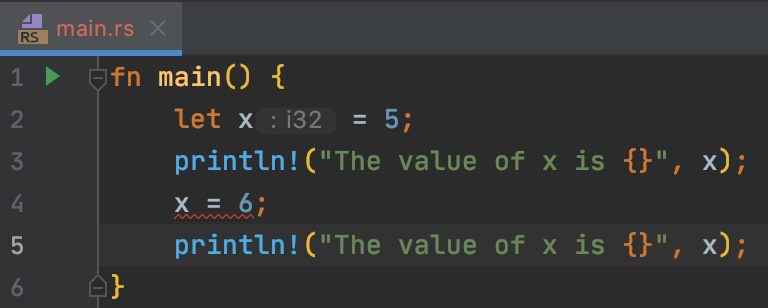 RS main.rs ×
1 fn main() {
2 let x : i32 = 5;
3 println!("The value of x is {}", x);
4 x = 6;
5 println!("The value of x is {}", x);
6 }